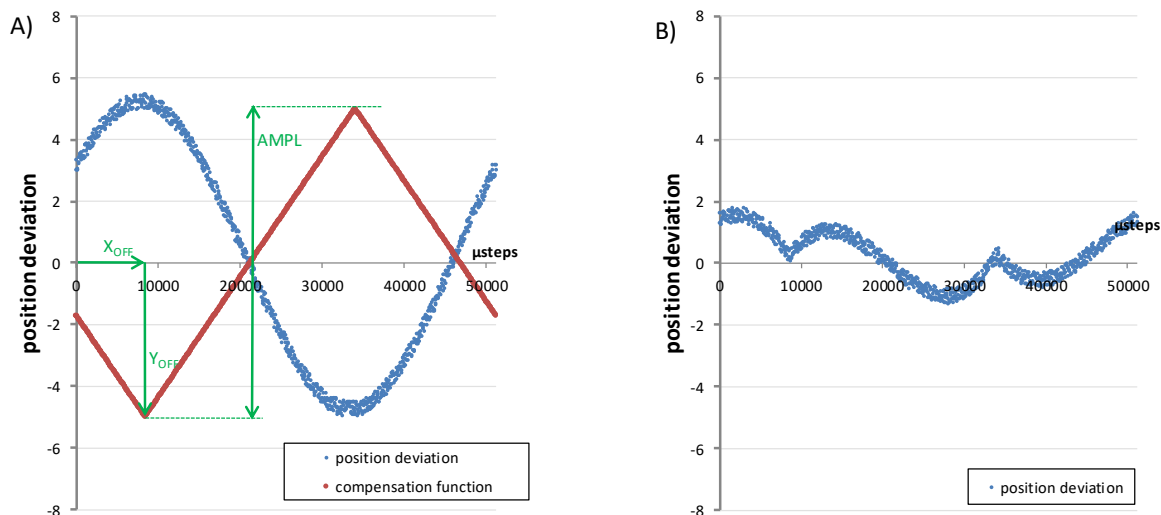 A)
8
6
4
2
0
-2
-4
-6
-8
position deviation
0
10000
20000
30000
40000
50000
µsteps
X_OFF
Y_OFF
AMPL
position deviation
compensation function
B)
8
6
4
2
0
-2
-4
-6
-8
position deviation
0
10000
20000
30000
40000
50000
µsteps
position deviation